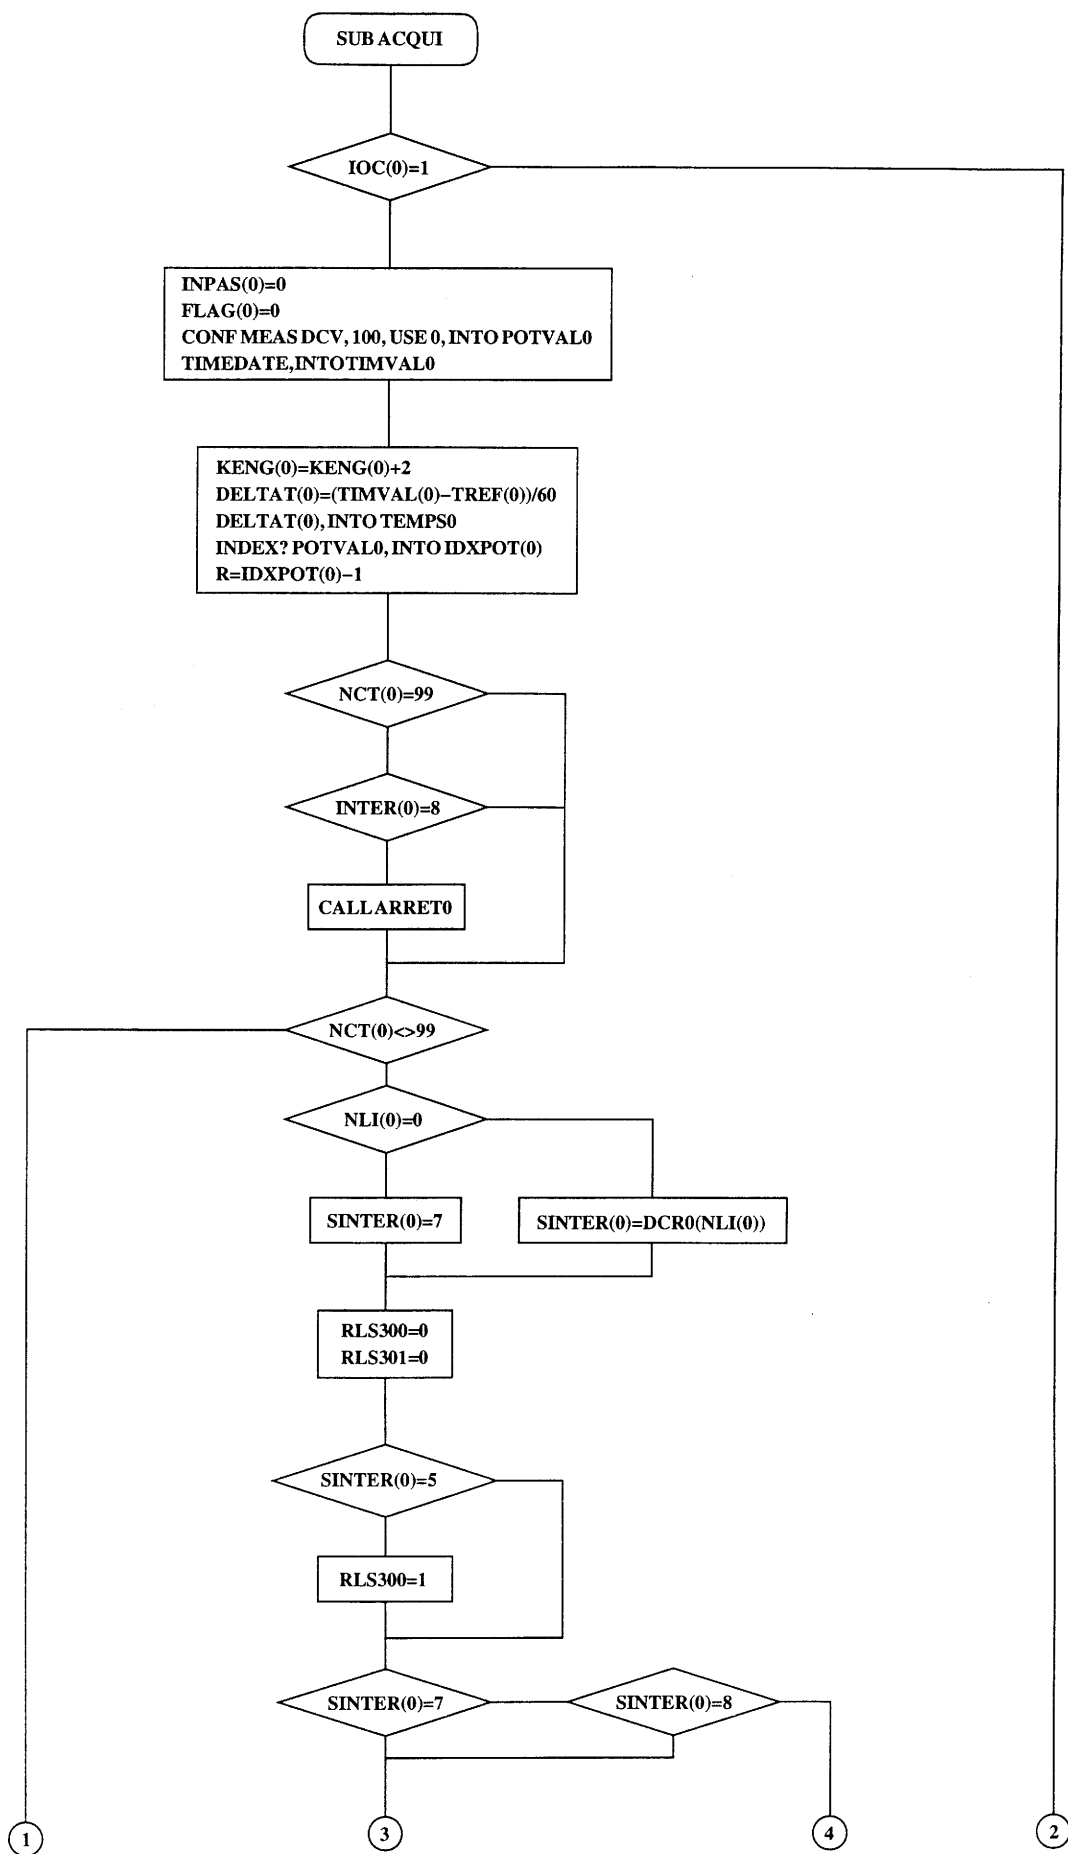 SUB ACQUI
IOC(0)=1
INPAS(0)=0
FLAG(0)=0
CONF MEAS DCV, 100, USE 0, INTO POTVAL0
TIMEDATE, INTO TIMVAL0
KENG(0)=KENG(0)+2
DELTAT(0)=(TIMVAL(0)−TREF(0))/60
DELTAT(0), INTO TEMPS0
INDEX? POTVAL0, INTO IDXPOT(0)
R=IDXPOT(0)−1
NCT(0)=99
INTER(0)=8
CALL ARRET0
NCT(0)<>99
NLI(0)=0
SINTER(0)=7
SINTER(0)=DCR0(NLI(0))
RLS300=0
RLS301=0
SINTER(0)=5
RLS300=1
SINTER(0)=7
SINTER(0)=8
1
3
4
2